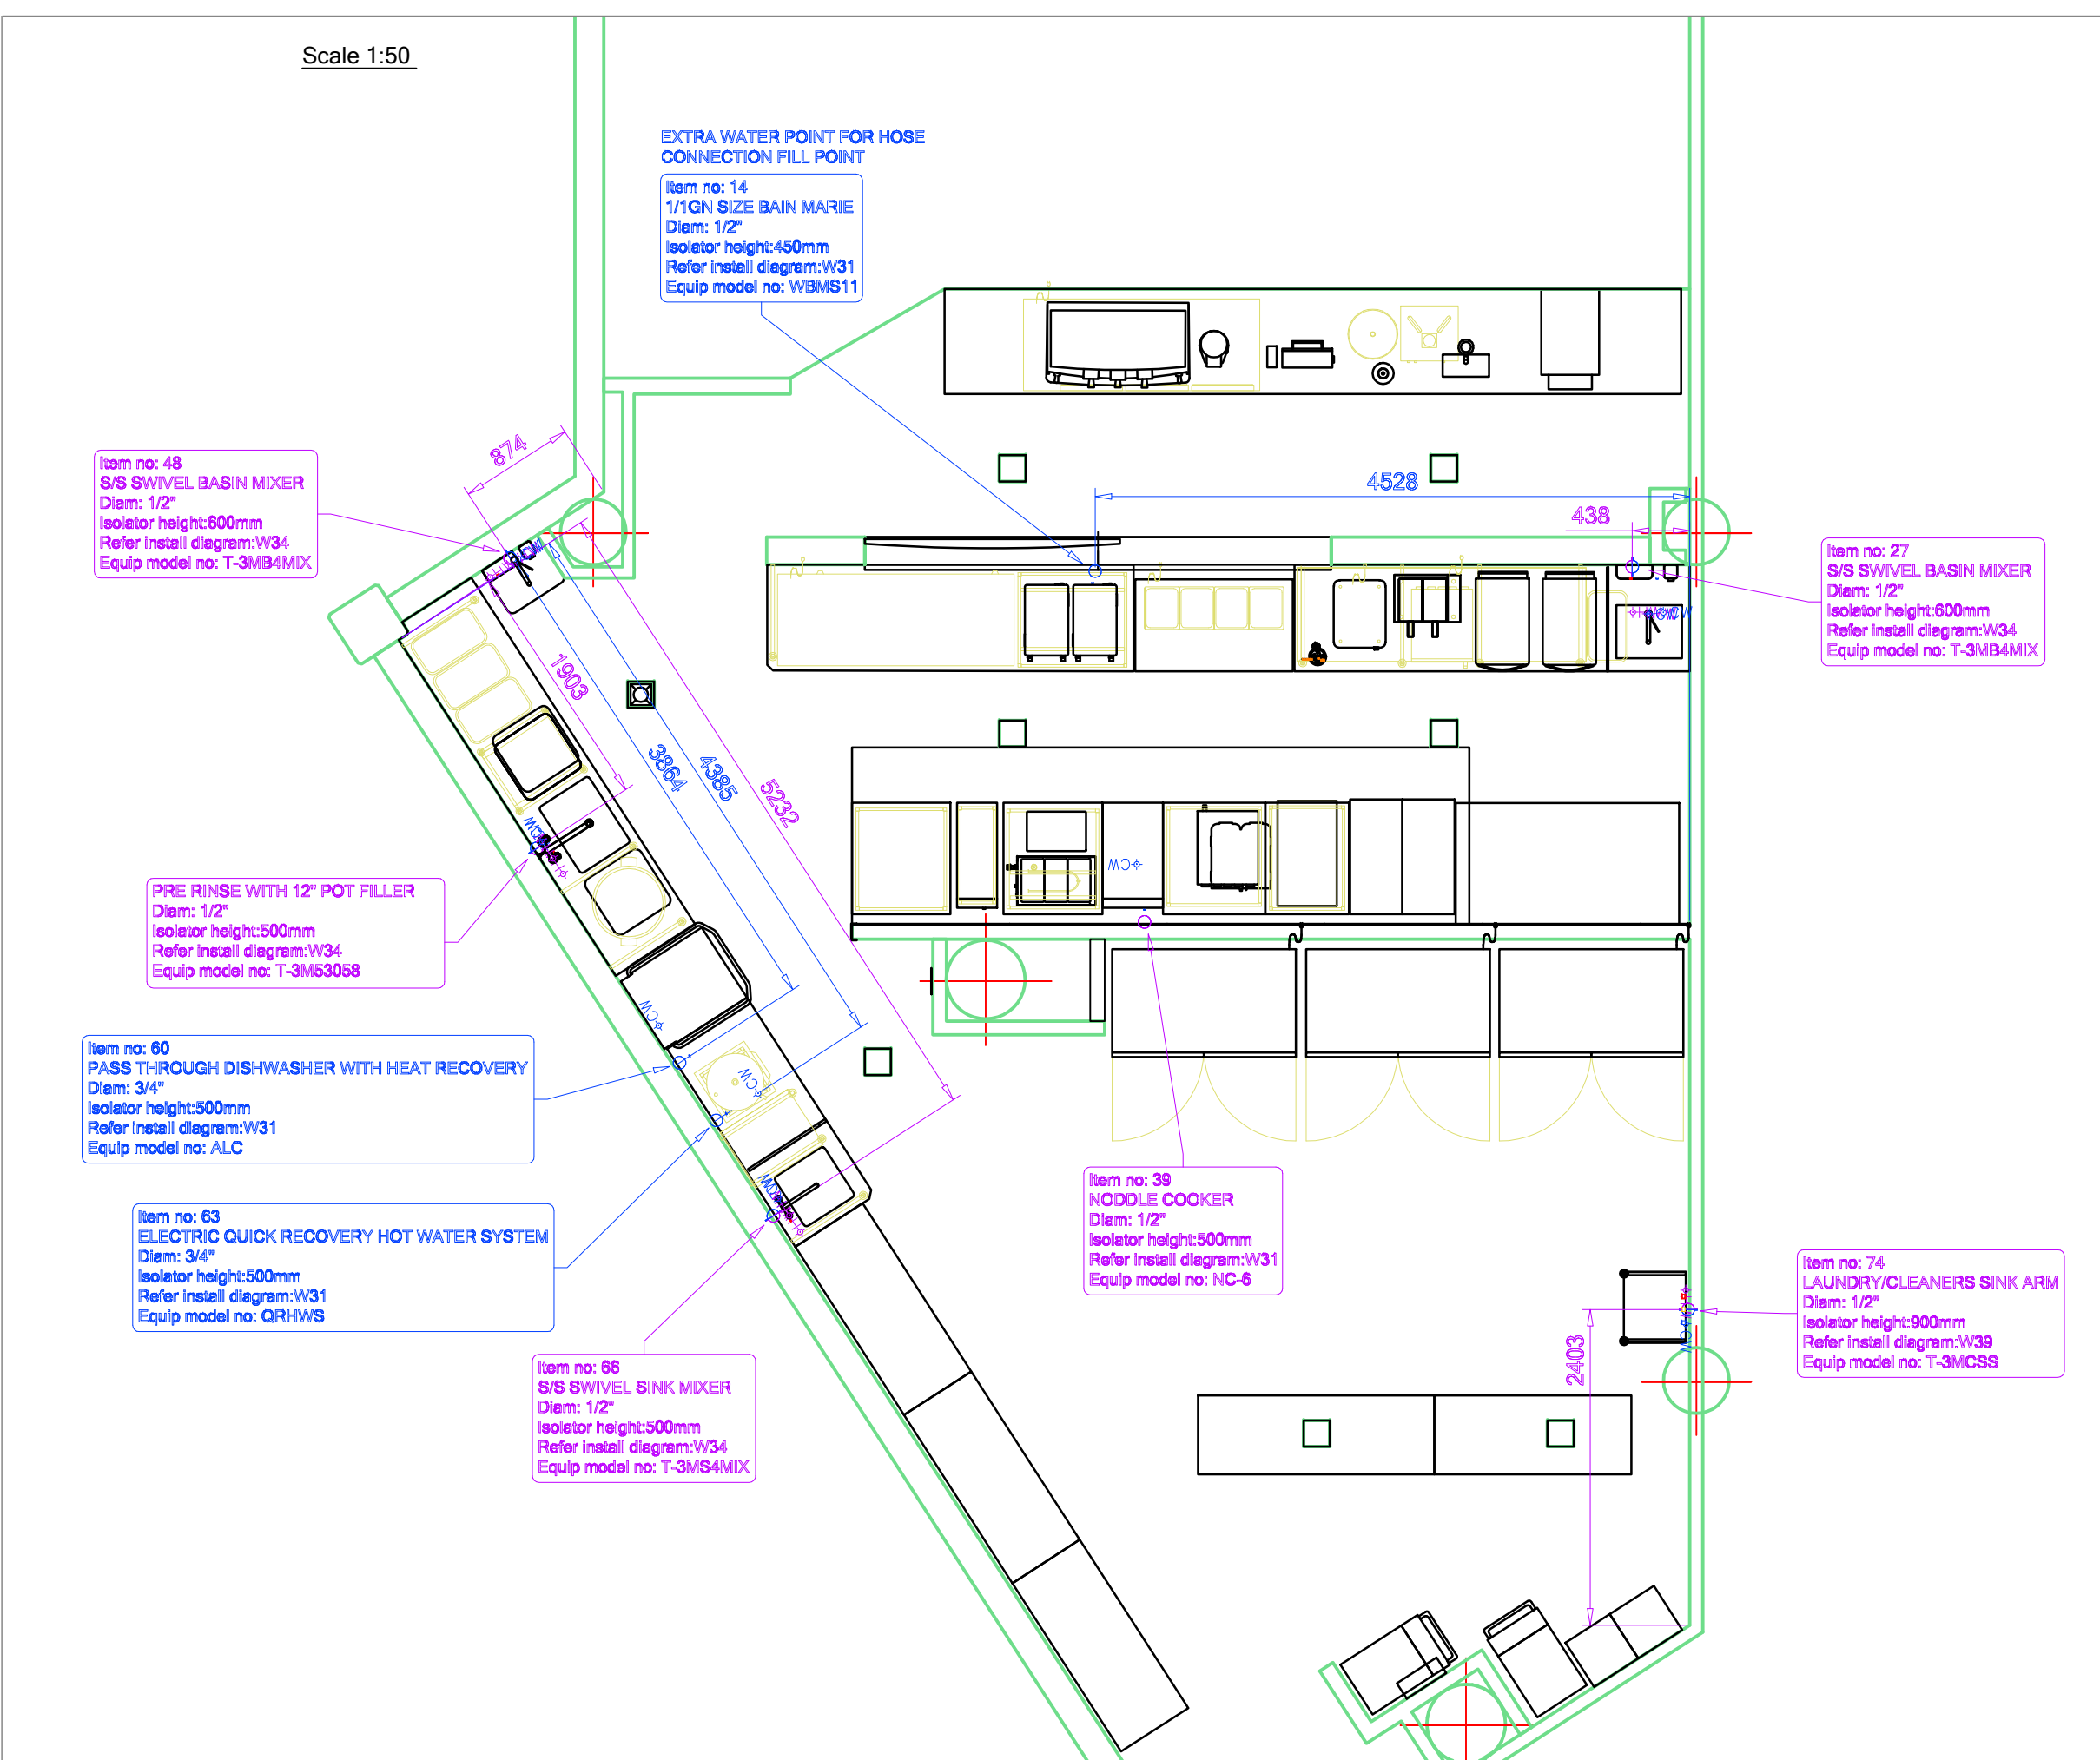 Scale 1:50
EXTRA WATER POINT FOR HOSE
CONNECTION FILL POINT
Item no: 14
1/1GN SIZE BAIN MARIE
Diam: 1/2"
Isolator height:450mm
Refer install diagram:W31
Equip model no: WBMS11
874
Item no: 48
S/S SWIVEL BASIN MIXER
Diam: 1/2"
Isolator height:600mm
Refer install diagram:W34
Equip model no: T-3MB4MIX
4528
438
Item no: 27
S/S SWIVEL BASIN MIXER
Diam: 1/2"
Isolator height:600mm
Refer install diagram:W34
Equip model no: T-3MB4MIX
1903
3864
4385
5232
CW
PRE RINSE WITH 12" POT FILLER
Diam: 1/2"
Isolator height:500mm
Refer install diagram:W34
Equip model no: T-3M53058
CW
Item no: 60
PASS THROUGH DISHWASHER WITH HEAT RECOVERY
Diam: 3/4"
Isolator height:500mm
Refer install diagram:W31
Equip model no: ALC
CW
Item no: 63
ELECTRIC QUICK RECOVERY HOT WATER SYSTEM
Diam: 3/4"
Isolator height:500mm
Refer install diagram:W31
Equip model no: QRHWS
Item no: 39
NODDLE COOKER
Diam: 1/2"
Isolator height:500mm
Refer install diagram:W31
Equip model no: NC-6
Item no: 74
LAUNDRY/CLEANERS SINK ARM
Diam: 1/2"
Isolator height:900mm
Refer install diagram:W39
Equip model no: T-3MCSS
2403
Item no: 66
S/S SWIVEL SINK MIXER
Diam: 1/2"
Isolator height:500mm
Refer install diagram:W34
Equip model no: T-3MS4MIX